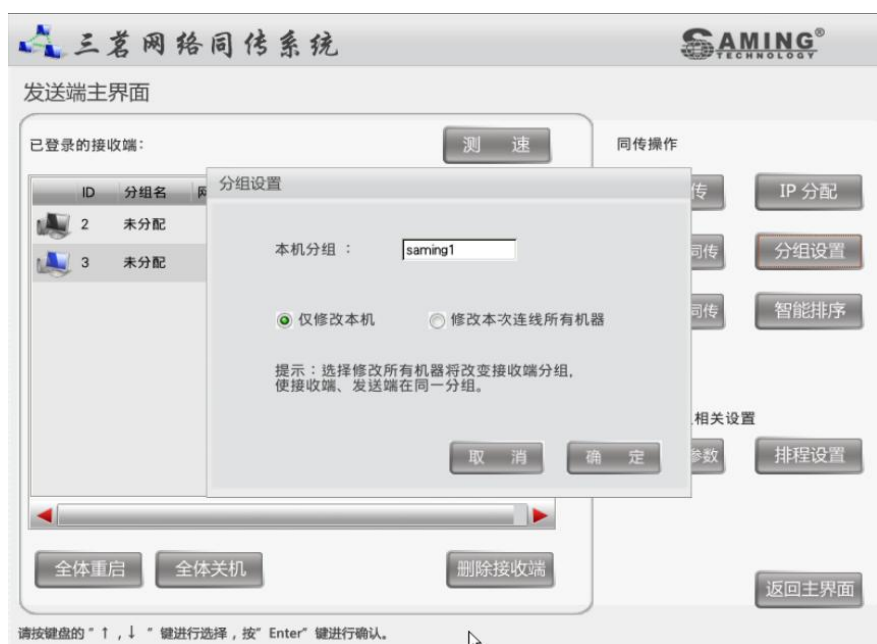 三茗网络同传系统
SAMING®
TECHNOLOGY
发送端主界面
已登录的接收端:
测 速
同传操作
ID 分组名
分组设置
传
IP 分配
2 未分配
本机分组 : saming1
同传
分组设置
3 未分配
仅修改本机 修改本次连线所有机器
同传
智能排序
提示:选择修改所有机器将改变接收端分组,
使接收端、发送端在同一分组。
相关设置
取 消 确 定
参数
排程设置
全体重启 全体关机 删除接收端
返回主界面
请按键盘的“↑,↓ ”键进行选择,按“Enter”键进行确认。